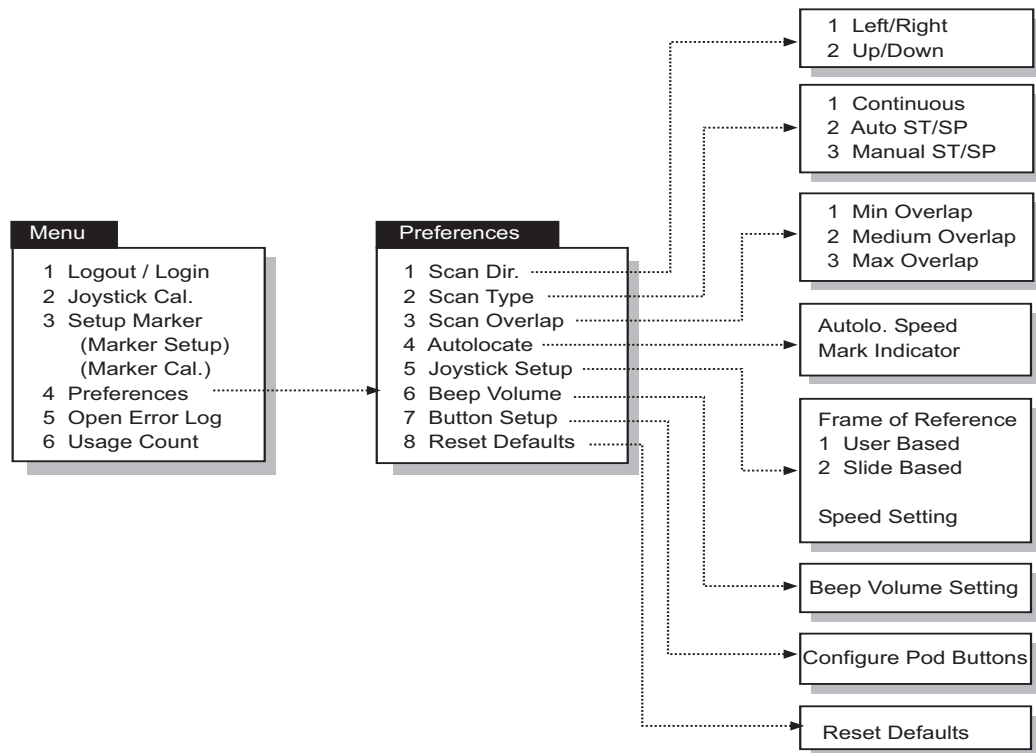 Menu
1 Logout / Login
2 Joystick Cal.
3 Setup Marker
(Marker Setup)
(Marker Cal.)
4 Preferences
5 Open Error Log
6 Usage Count
Preferences
1 Scan Dir.
2 Scan Type
3 Scan Overlap
4 Autolocate
5 Joystick Setup
6 Beep Volume
7 Button Setup
8 Reset Defaults
1 Left/Right
2 Up/Down
1 Continuous
2 Auto ST/SP
3 Manual ST/SP
1 Min Overlap
2 Medium Overlap
3 Max Overlap
Autolo. Speed
Mark Indicator
Frame of Reference
1 User Based
2 Slide Based
Speed Setting
Beep Volume Setting
Configure Pod Buttons
Reset Defaults